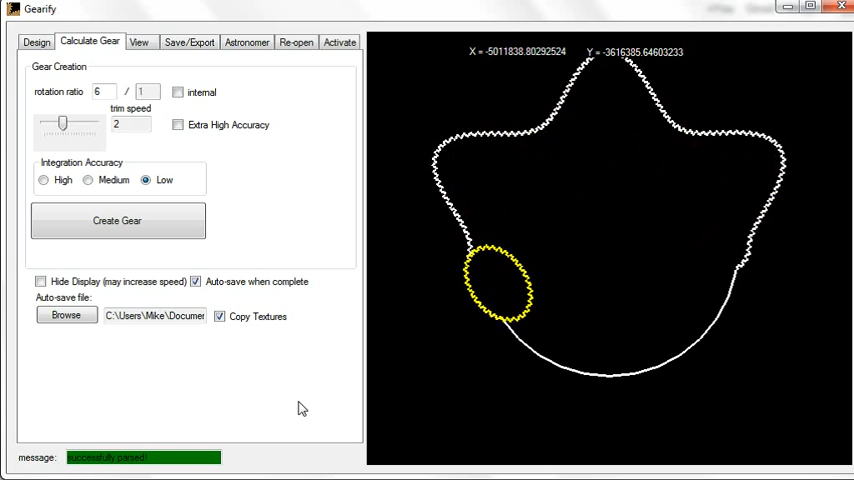 Gearify
Design Calculate Gear View Save/Export Astronomer Re-open Activate
X = -5011838.80292524 Y = -3616385.64603233
Gear Creation
rotation ratio 6 / 1 internal
trim speed
2 Extra High Accuracy
Integration Accuracy
High Medium Low
Create Gear
Hide Display (may increase speed) Auto-save when complete
Auto-save file:
Browse C:\Users\Mike\Documer Copy Textures
message: successfully parsed!